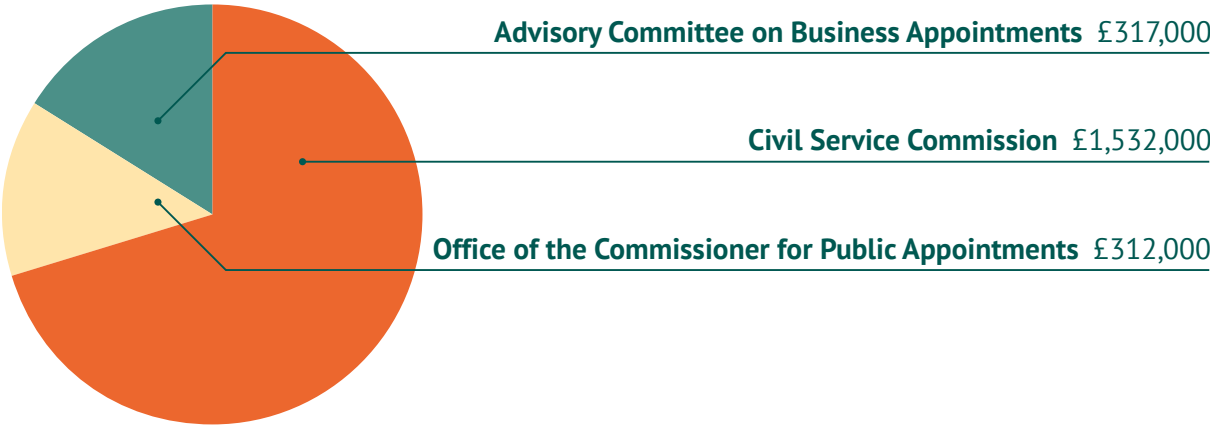 Advisory Committee on Business Appointments £317,000
Civil Service Commission £1,532,000
Office of the Commissioner for Public Appointments £312,000